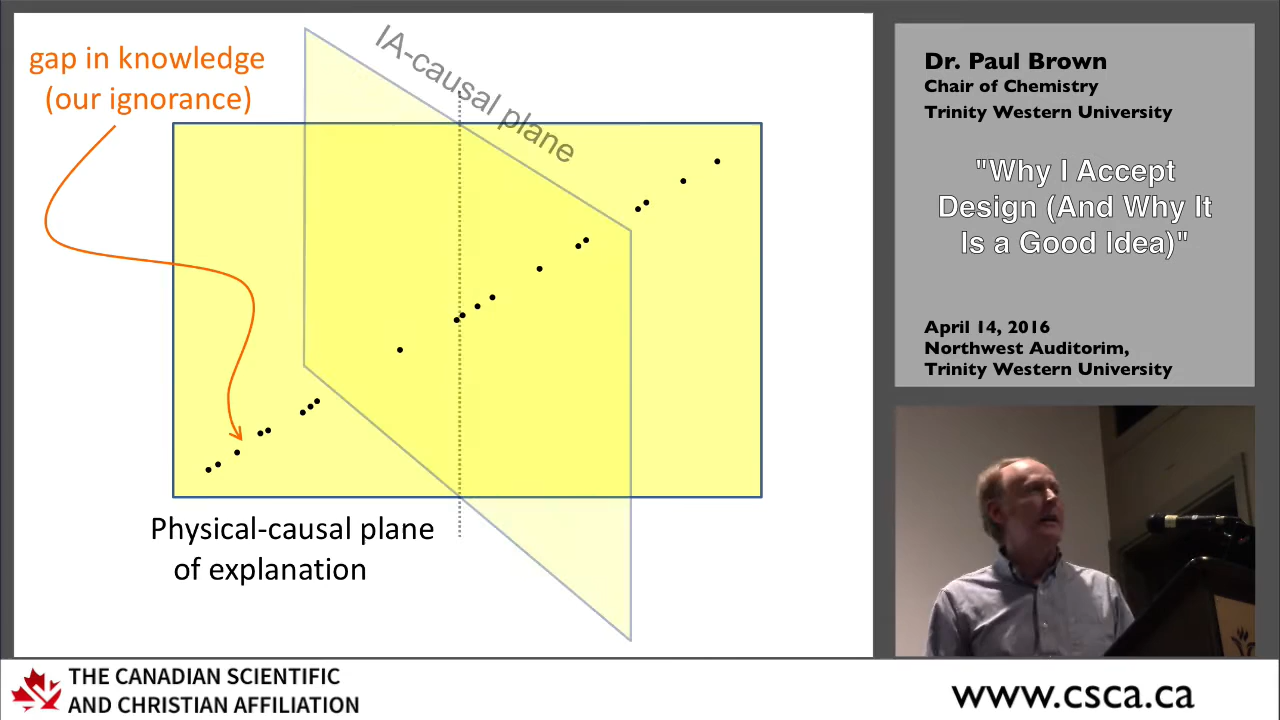 gap in knowledge
(our ignorance)
IA-causal plane
Physical-causal plane
of explanation
Dr. Paul Brown
Chair of Chemistry
Trinity Western University
"Why I Accept
Design (And Why It
Is a Good Idea)"
April 14, 2016
Northwest Auditorim,
Trinity Western University
THE CANADIAN SCIENTIFIC
AND CHRISTIAN AFFILIATION
www.csca.ca